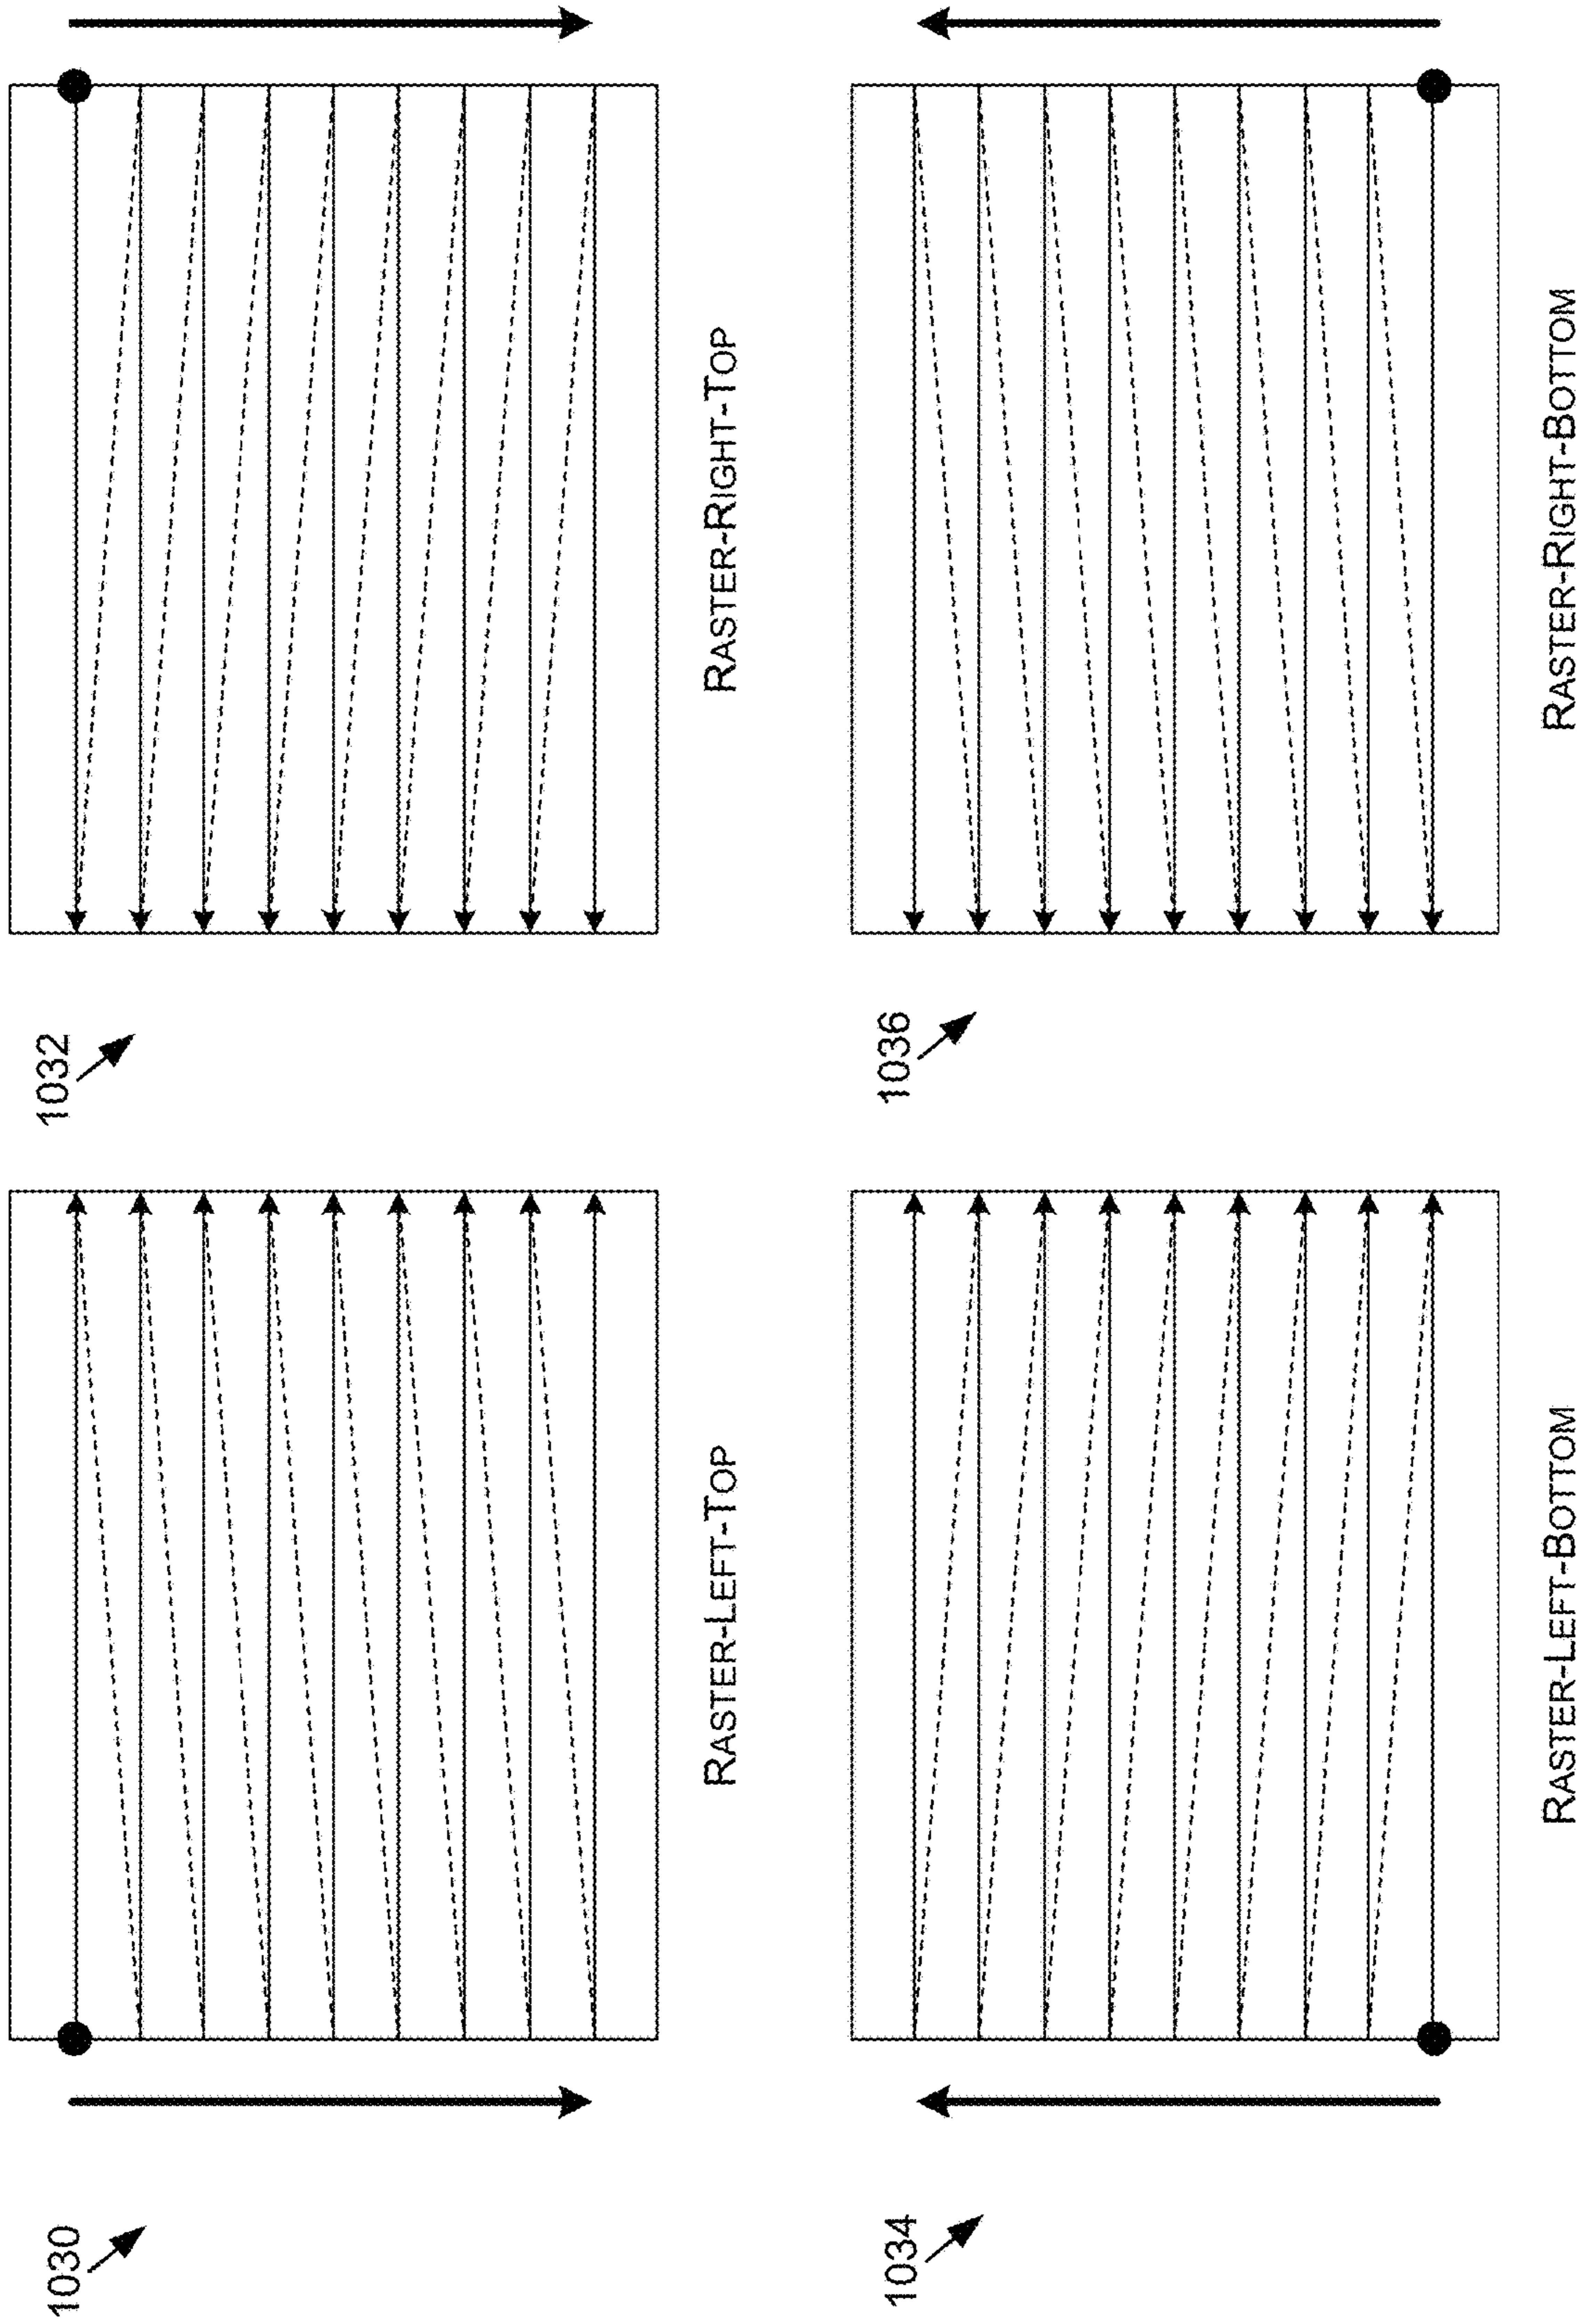 1030
1032
RASTER-LEFT-TOP
RASTER-RIGHT-TOP
1034
1036
RASTER-LEFT-BOTTOM
RASTER-RIGHT-BOTTOM